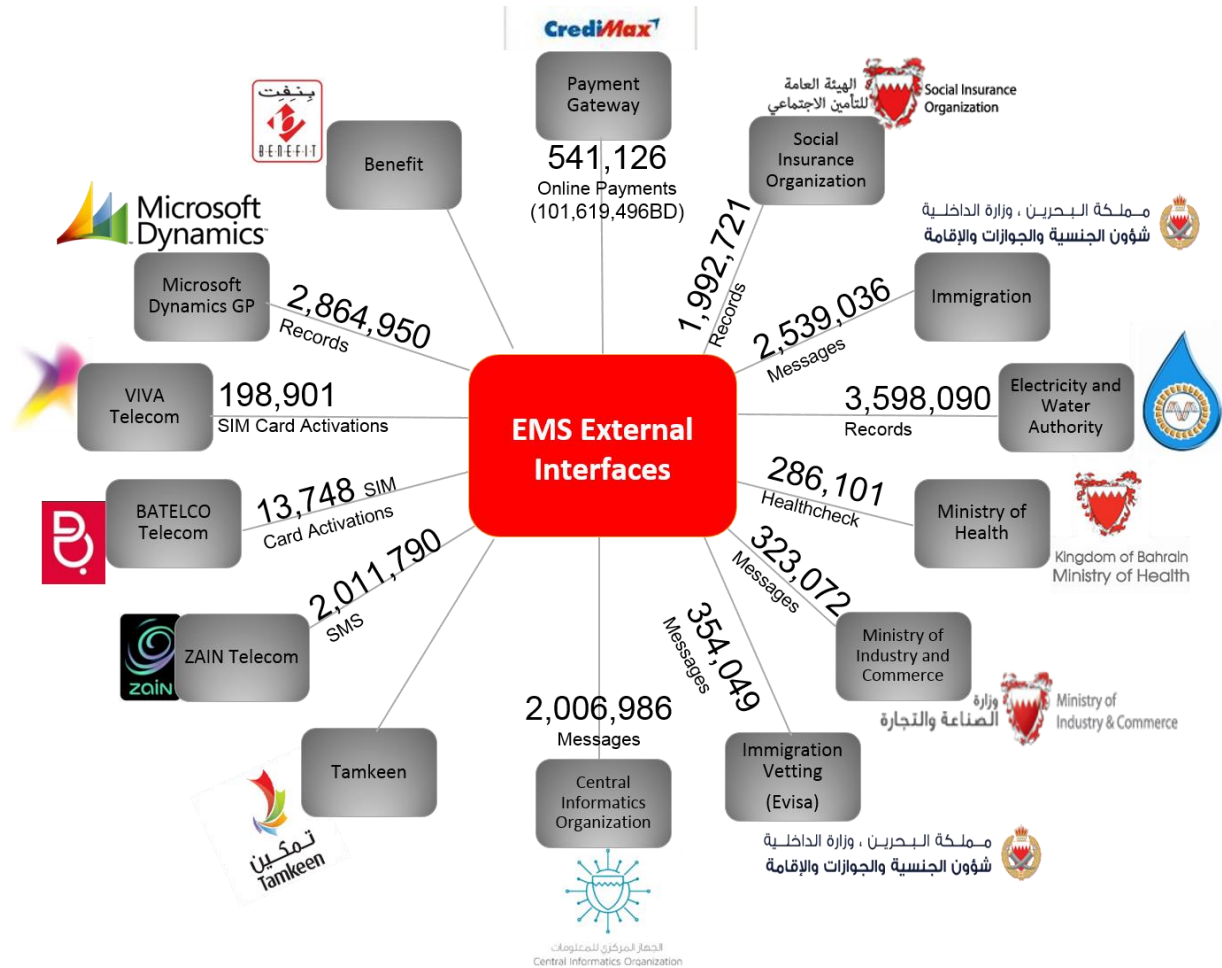 CrediMax
Payment
Gateway
541,126
Online Payments
(101,619,496BD)
الهيئة العامة
للتأمين الاجتماعي
Social Insurance
Organization
Social
Insurance
Organization
1,992,721
Records
مـملكة الـبحرين ، وزارة الداخلـية
شؤون الجنسية والجوازات والإقامة
Immigration
2,539,036
Messages
Electricity and
Water
Authority
3,598,090
Records
Ministry of
Health
286,101
Healthcheck
Kingdom of Bahrain
Ministry of Health
Ministry of
Industry and
Commerce
323,072
Messages
وزارة
الصناعة والتجارة
Ministry of
Industry & Commerce
Immigration
Vetting
(Evisa)
354,049
Messages
مـملكة الـبحرين ، وزارة الداخلـية
شؤون الجنسية والجوازات والإقامة
2,006,986
Messages
Central
Informatics
Organization
الجهاز المركزي للمعلومات
Central Informatics Organization
Tamkeen
تمكين
Tamkeen
ZAIN Telecom
zain
2,011,790
SMS
BATELCO
Telecom
13,748 SIM
Card Activations
VIVA
Telecom
198,901
SIM Card Activations
Microsoft
Dynamics
Microsoft
Dynamics GP
2,864,950
Records
بنفت
BENEFIT
Benefit
EMS External
Interfaces